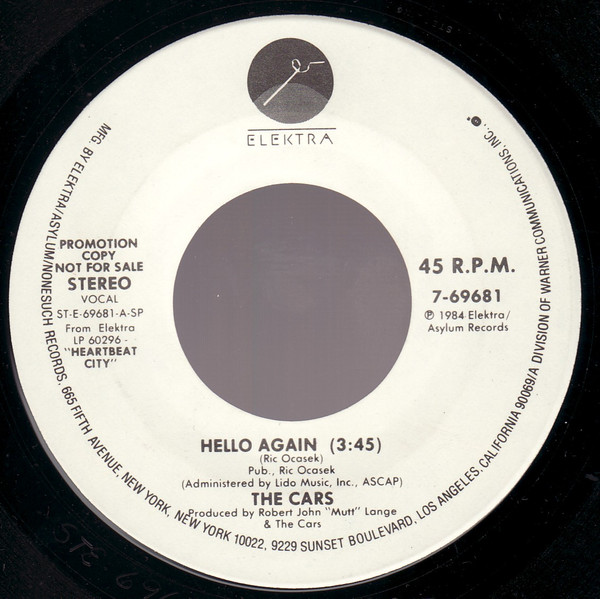 ELEKTRA
MFG. BY ELEKTRA/ASYLUM/NONESUCH RECORDS. 665 FIFTH AVENUE, NEW YORK, NEW YORK 10022, 9229 SUNSET BOULEVARD, LOS ANGELES, CALIFORNIA 90069/A DIVISION OF WARNER COMMUNICATIONS, INC.
PROMOTION
COPY
NOT FOR SALE
STEREO
VOCAL
ST-E-69681-A-SP
From Elektra
LP 60296 -
"HEARTBEAT
CITY"
45 R.P.M.
7-69681
℗ 1984 Elektra/
Asylum Records
HELLO AGAIN (3:45)
(Ric Ocasek)
Pub., Ric Ocasek
(Administered by Lido Music, Inc., ASCAP)
THE CARS
Produced by Robert John "Mutt" Lange
& The Cars